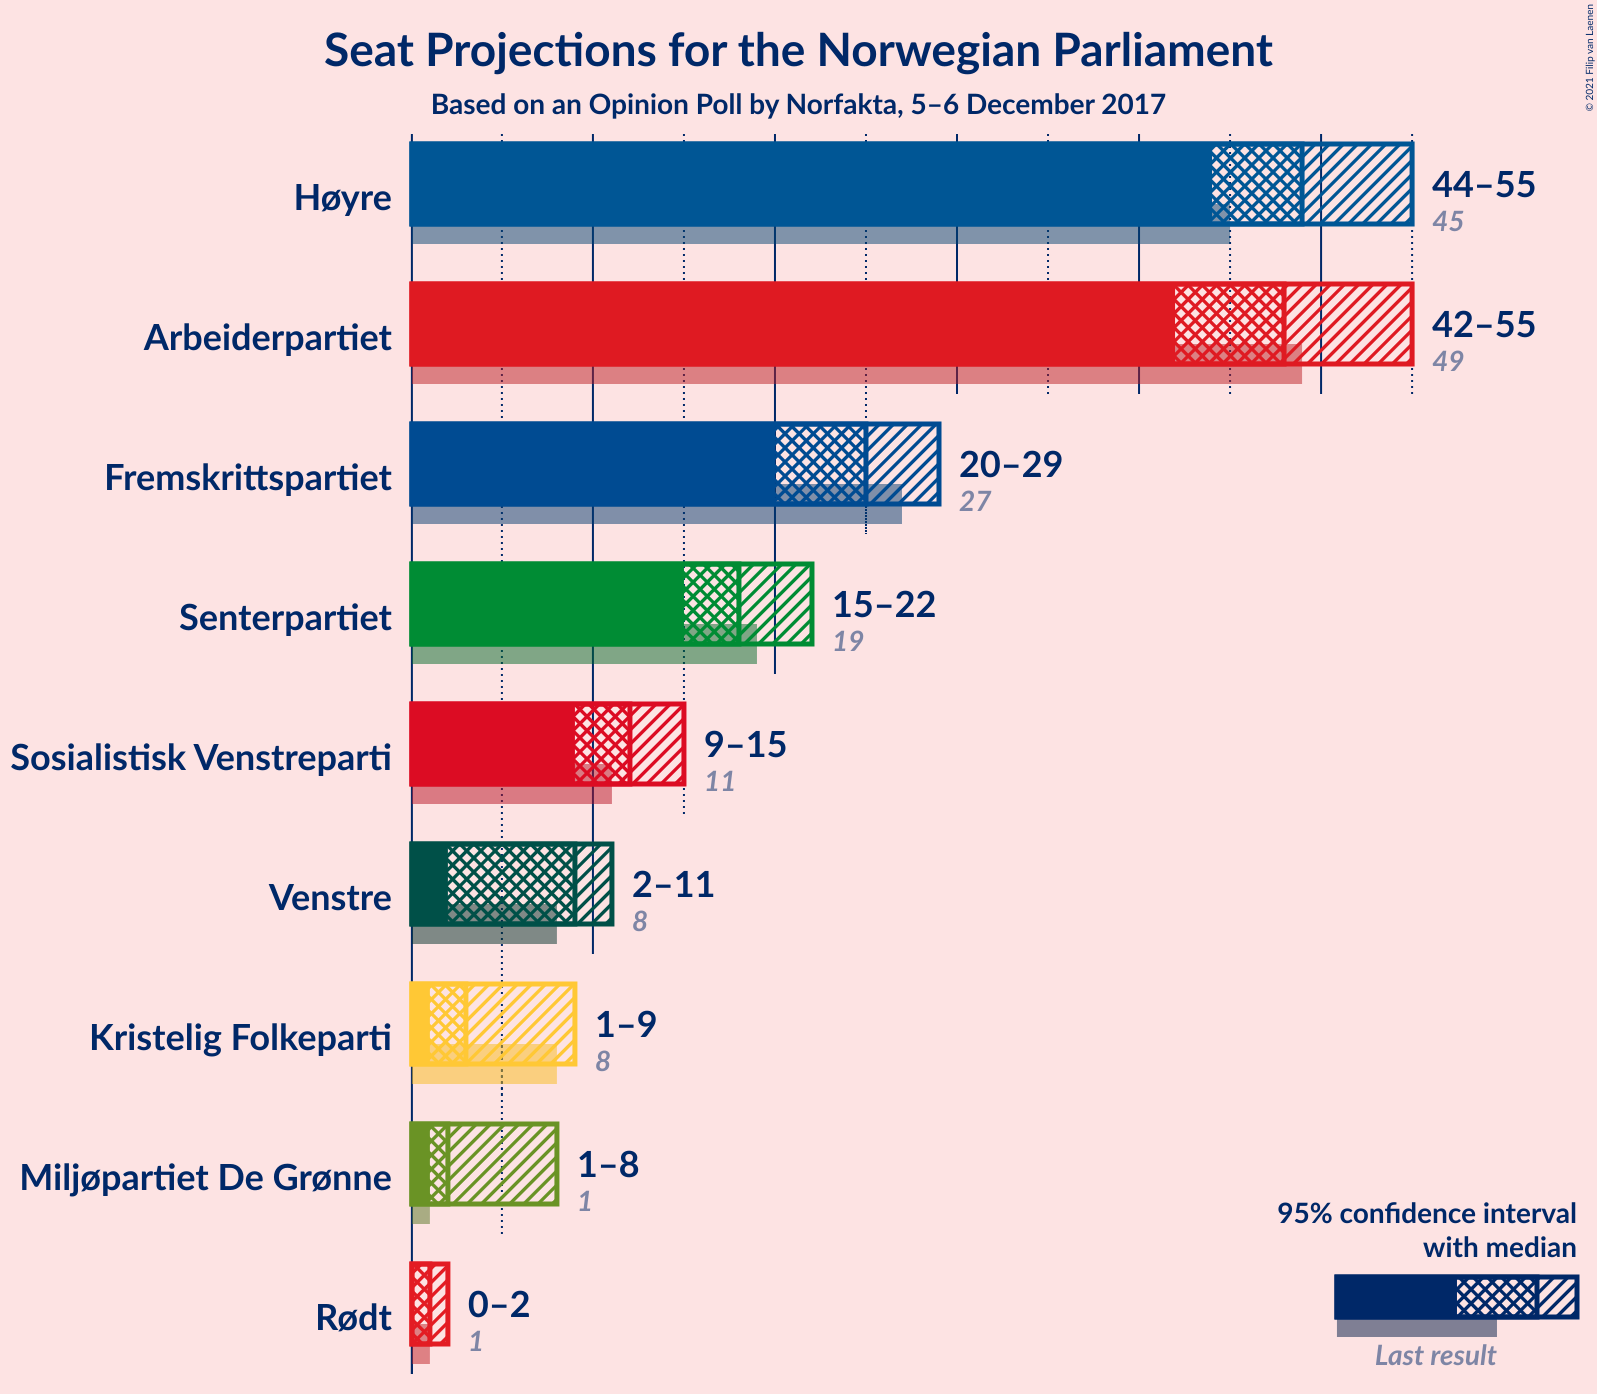 Seat Projections for the Norwegian Parliament
Based on an Opinion Poll by Norfakta, 5–6 December 2017
© 2021 Filip van Laenen
Høyre
44–55
45
Arbeiderpartiet
42–55
49
Fremskrittspartiet
20–29
27
Senterpartiet
15–22
19
Sosialistisk Venstreparti
9–15
11
Venstre
2–11
8
Kristelig Folkeparti
1–9
8
Miljøpartiet De Grønne
1–8
1
Rødt
0–2
1
95% confidence interval
with median
Last result